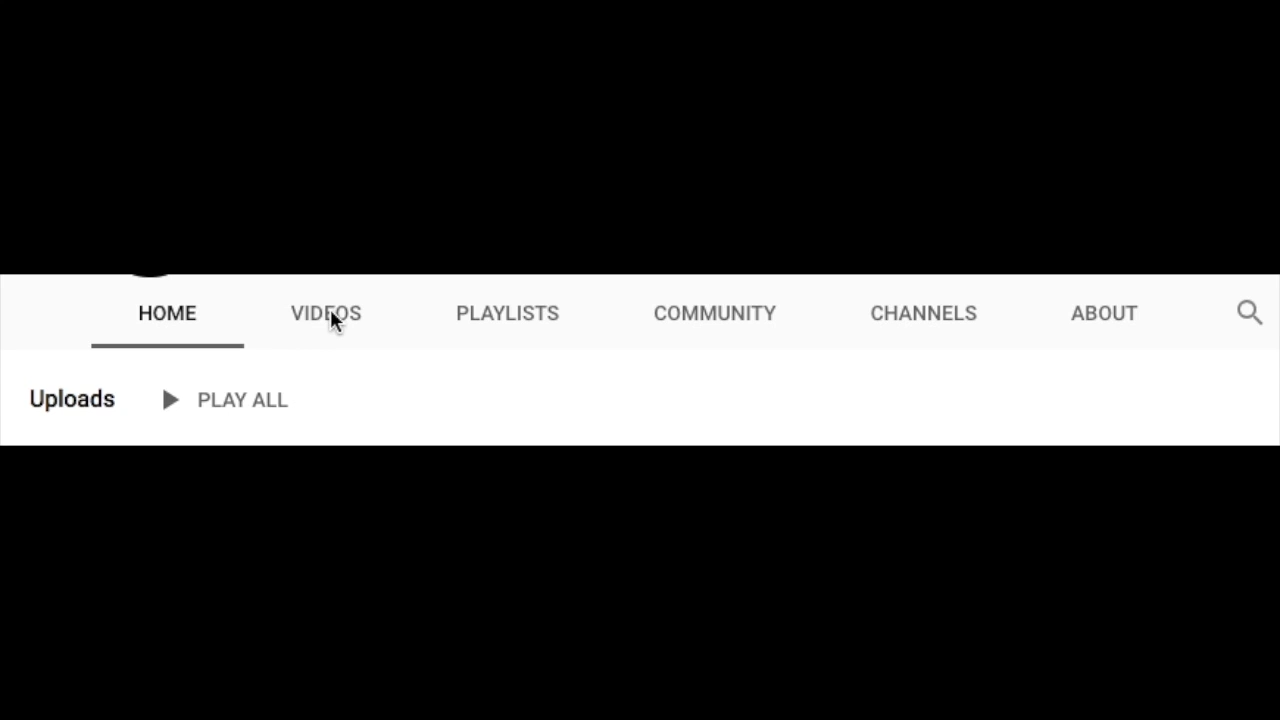 HOME VIDEOS PLAYLISTS COMMUNITY CHANNELS ABOUT
Uploads PLAY ALL